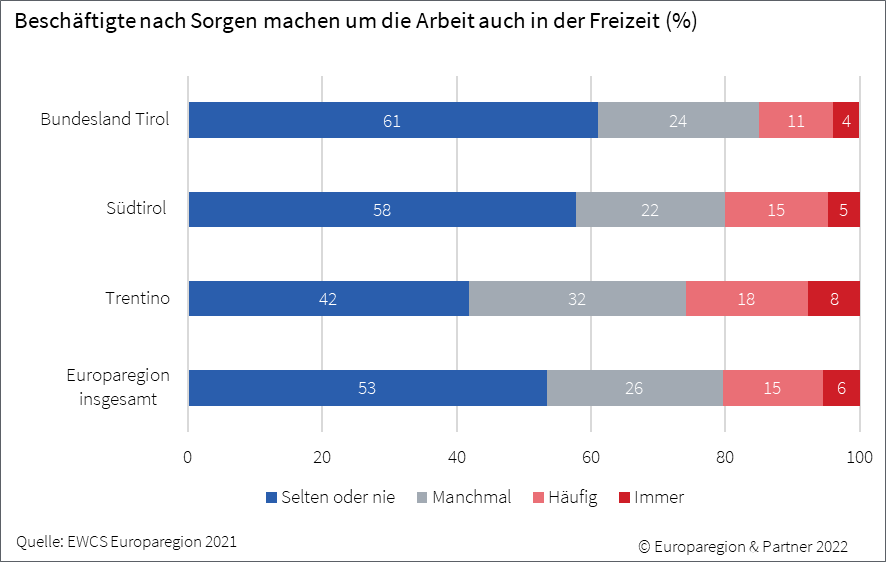 Beschäftigte nach Sorgen machen um die Arbeit auch in der Freizeit (%)
Bundesland Tirol 61 24 11 4
Südtirol 58 22 15 5
Trentino 42 32 18 8
Europaregion
insgesamt 53 26 15 6
0 20 40 60 80 100
Selten oder nie Manchmal Häufig Immer
Quelle: EWCS Europaregion 2021
© Europaregion & Partner 2022